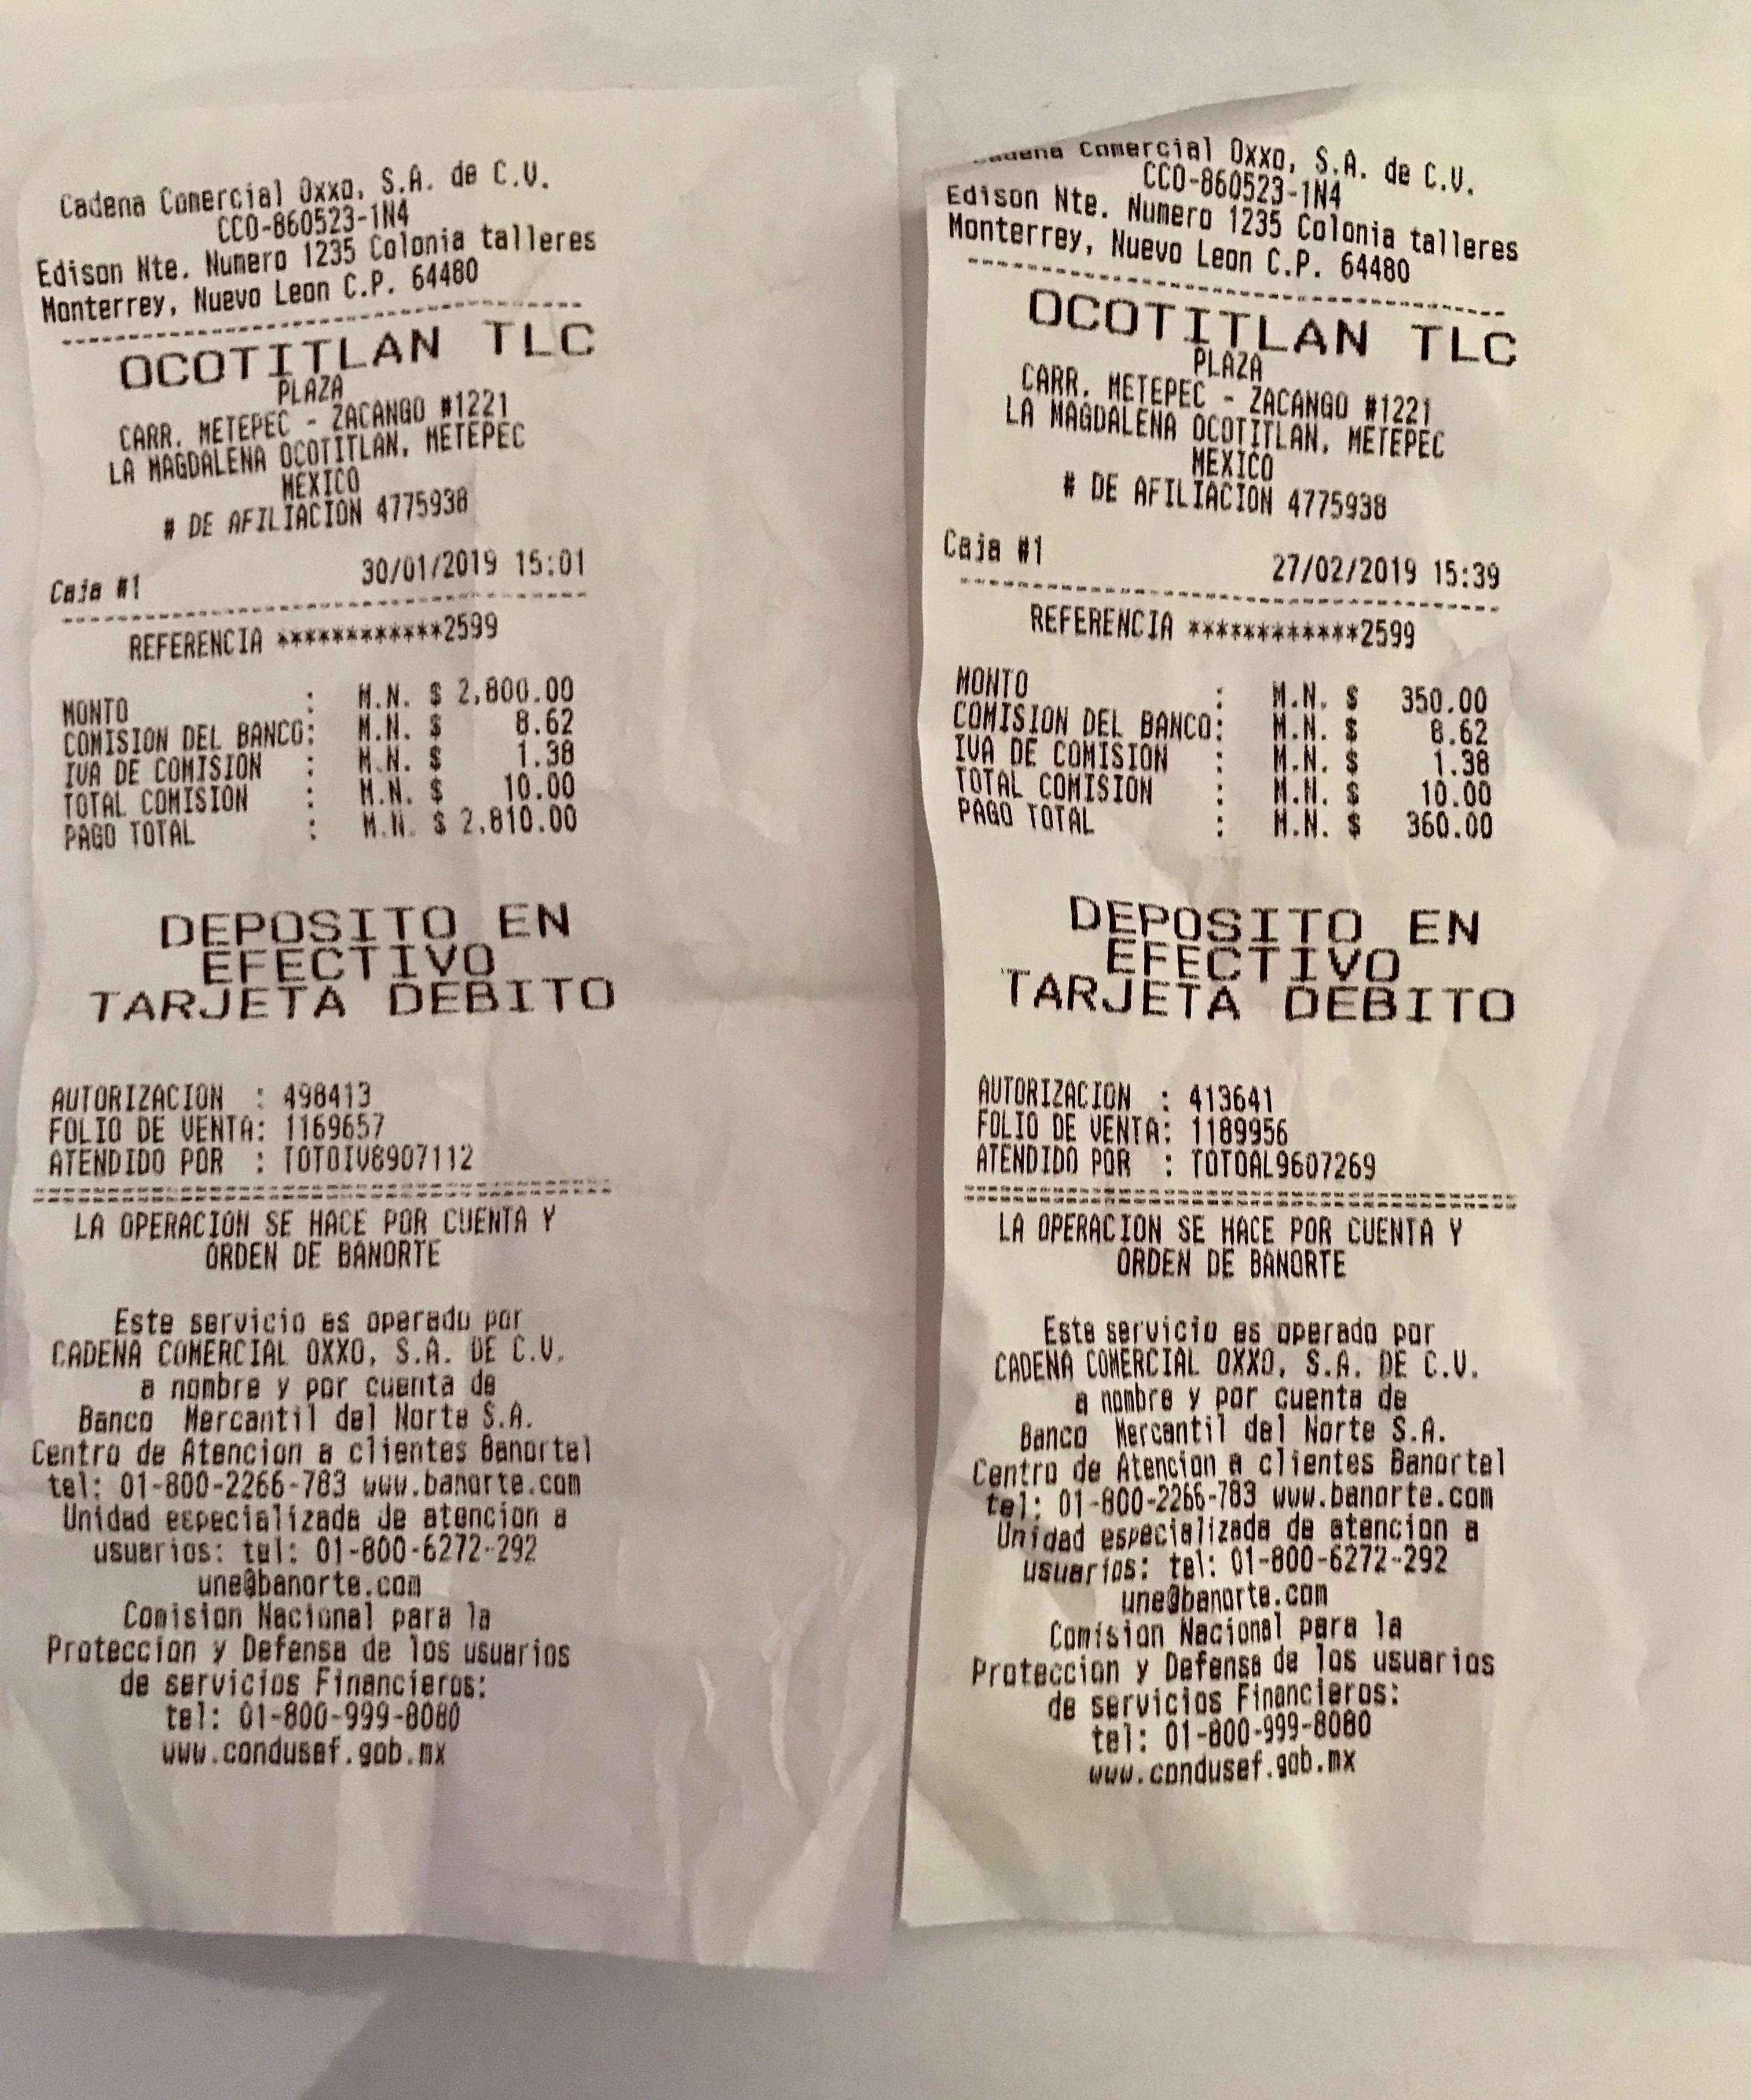 Cadena Comercial Oxxo, S.A. de C.V.
CCO-860523-1N4
Edison Nte. Numero 1235 Colonia talleres
Monterrey, Nuevo Leon C.P. 64480
OCOTITLAN TLC
PLAZA
CARR. METEPEC - ZACANGO #1221
LA MAGDALENA OCOTITLAN, METEPEC
MEXICO
# DE AFILIACION 4775938
Caja #1 30/01/2019 15:01
REFERENCIA ************2599
MONTO : M.N. $ 2,800.00
COMISION DEL BANCO: M.N. $ 8.62
IVA DE COMISION : M.N. $ 1.38
TOTAL COMISION : M.N. $ 10.00
PAGO TOTAL : M.N. $ 2,810.00
DEPOSITO EN
EFECTIVO
TARJETA DEBITO
AUTORIZACION : 498413
FOLIO DE VENTA: 1169657
ATENDIDO POR : TOTOIV8907112
LA OPERACION SE HACE POR CUENTA Y
ORDEN DE BANORTE
Este servicio es operado por
CADENA COMERCIAL OXXO, S.A. DE C.V.
a nombre y por cuenta de
Banco Mercantil del Norte S.A.
Centro de Atencion a clientes Banortel
tel: 01-800-2266-783 www.banorte.com
Unidad especializada de atencion a
usuarios: tel: 01-800-6272-292
une@banorte.com
Comision Nacional para la
Proteccion y Defensa de los usuarios
de servicios Financieros:
tel: 01-800-999-8080
www.condusef.gob.mx
Cadena Comercial Oxxo, S.A. de C.V.
CCO-860523-1N4
Edison Nte. Numero 1235 Colonia talleres
Monterrey, Nuevo Leon C.P. 64480
OCOTITLAN TLC
PLAZA
CARR. METEPEC - ZACANGO #1221
LA MAGDALENA OCOTITLAN, METEPEC
MEXICO
# DE AFILIACION 4775938
Caja #1 27/02/2019 15:39
REFERENCIA ************2599
MONTO : M.N. $ 350.00
COMISION DEL BANCO: M.N. $ 8.62
IVA DE COMISION : M.N. $ 1.38
TOTAL COMISION : M.N. $ 10.00
PAGO TOTAL : M.N. $ 360.00
DEPOSITO EN
EFECTIVO
TARJETA DEBITO
AUTORIZACION : 413641
FOLIO DE VENTA: 1189956
ATENDIDO POR : TOTOAL9607269
LA OPERACION SE HACE POR CUENTA Y
ORDEN DE BANORTE
Este servicio es operado por
CADENA COMERCIAL OXXO, S.A. DE C.V.
a nombre y por cuenta de
Banco Mercantil del Norte S.A.
Centro de Atencion a clientes Banortel
tel: 01-800-2266-783 www.banorte.com
Unidad especializada de atencion a
usuarios: tel: 01-800-6272-292
une@banorte.com
Comision Nacional para la
Proteccion y Defensa de los usuarios
de servicios Financieros:
tel: 01-800-999-8080
www.condusef.gob.mx